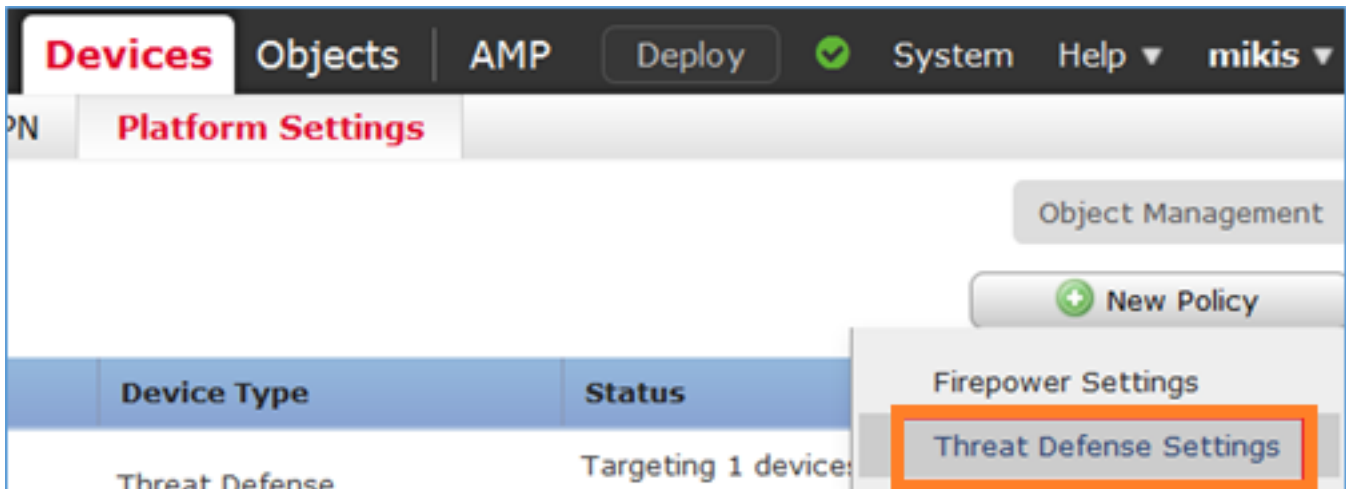 Devices Objects AMP Deploy System Help ▼ mikis ▼
PN Platform Settings
Object Management
New Policy
Firepower Settings
Device Type Status
Threat Defense Settings
Targeting 1 devices
Threat Defense